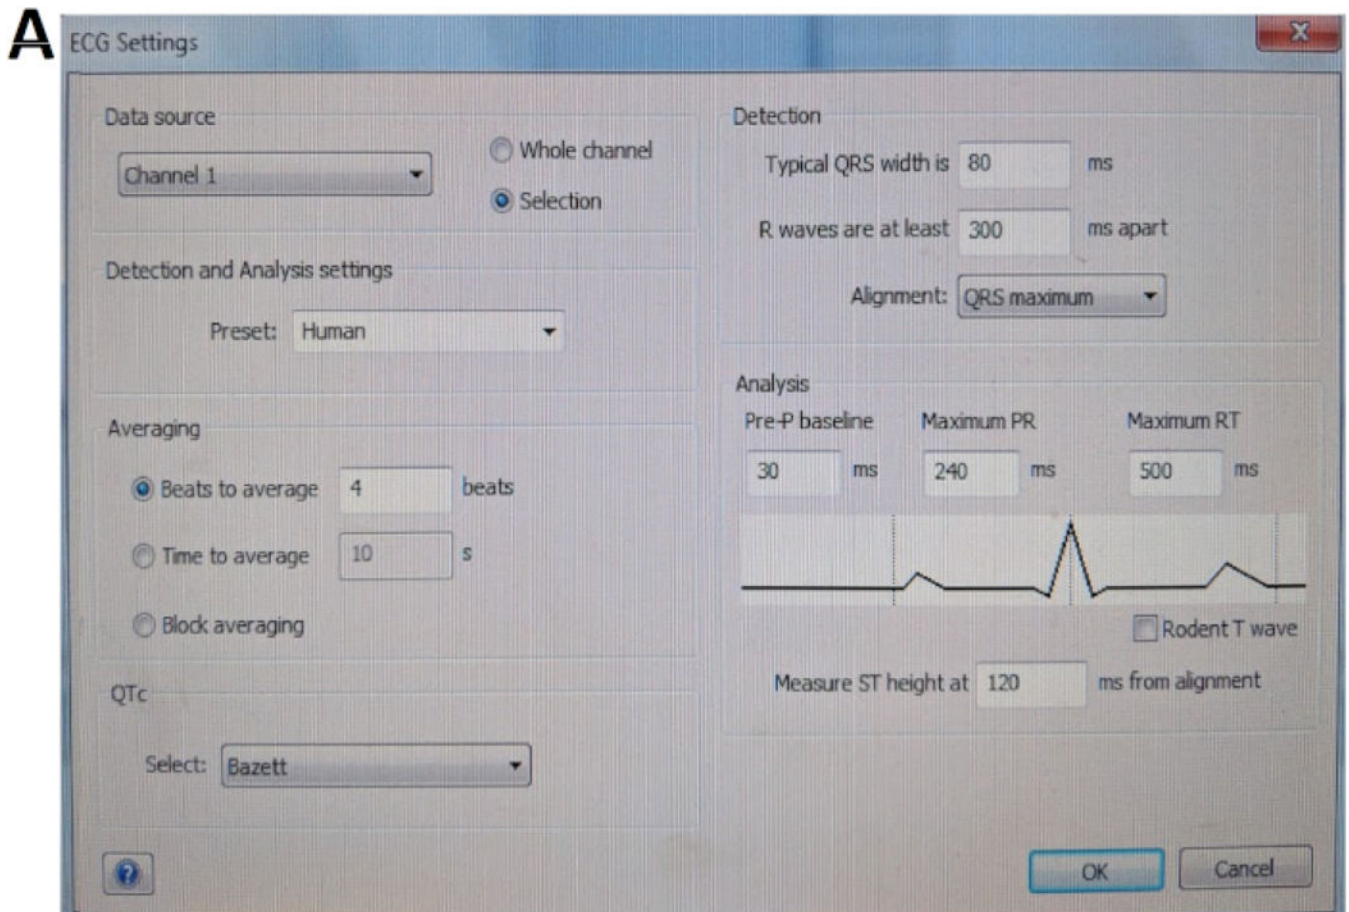 A
ECG Settings
X
Data source
Channel 1
Whole channel
Selection
Detection and Analysis settings
Preset: Human
Averaging
Beats to average 4 beats
Time to average 10 s
Block averaging
QTc
Select: Bazett
?
Detection
Typical QRS width is 80 ms
R waves are at least 300 ms apart
Alignment: QRS maximum
Analysis
Pre-P baseline Maximum PR Maximum RT
30 ms 240 ms 500 ms
Rodent T wave
Measure ST height at 120 ms from alignment
OK Cancel